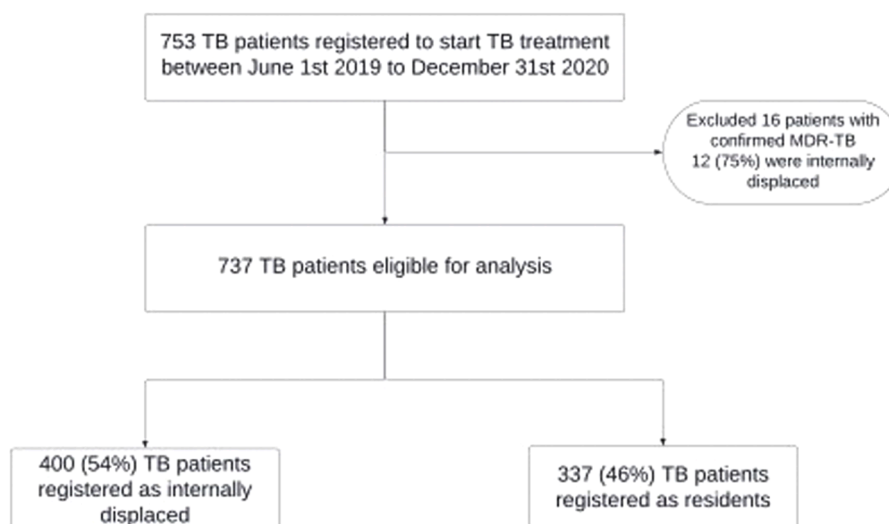 753 TB patients registered to start TB treatment
between June 1st 2019 to December 31st 2020
Excluded 16 patients with
confirmed MDR-TB
12 (75%) were internally
displaced
737 TB patients eligible for analysis
400 (54%) TB patients
registered as internally
displaced
337 (46%) TB patients
registered as residents